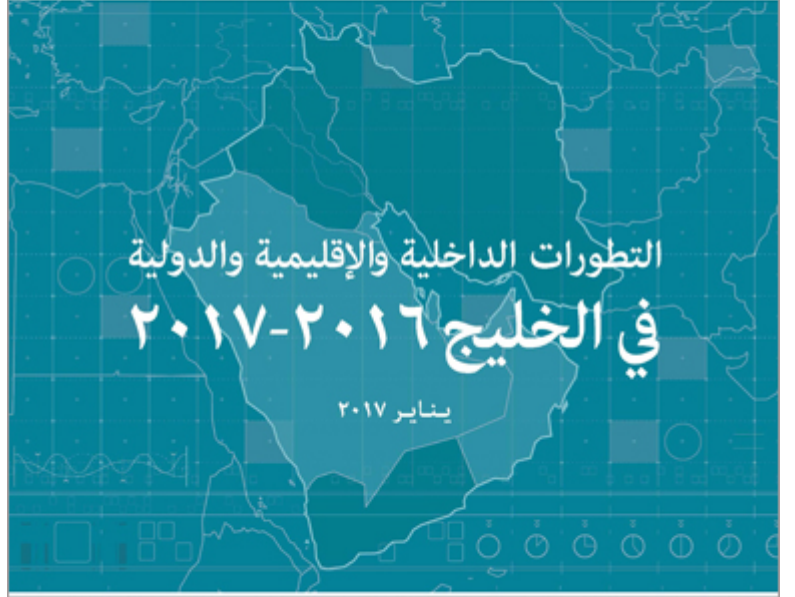 التطورات الداخلية والإقليمية والدولية
في الخليج ٢٠١٦-٢٠١٧
يناير ٢٠١٧